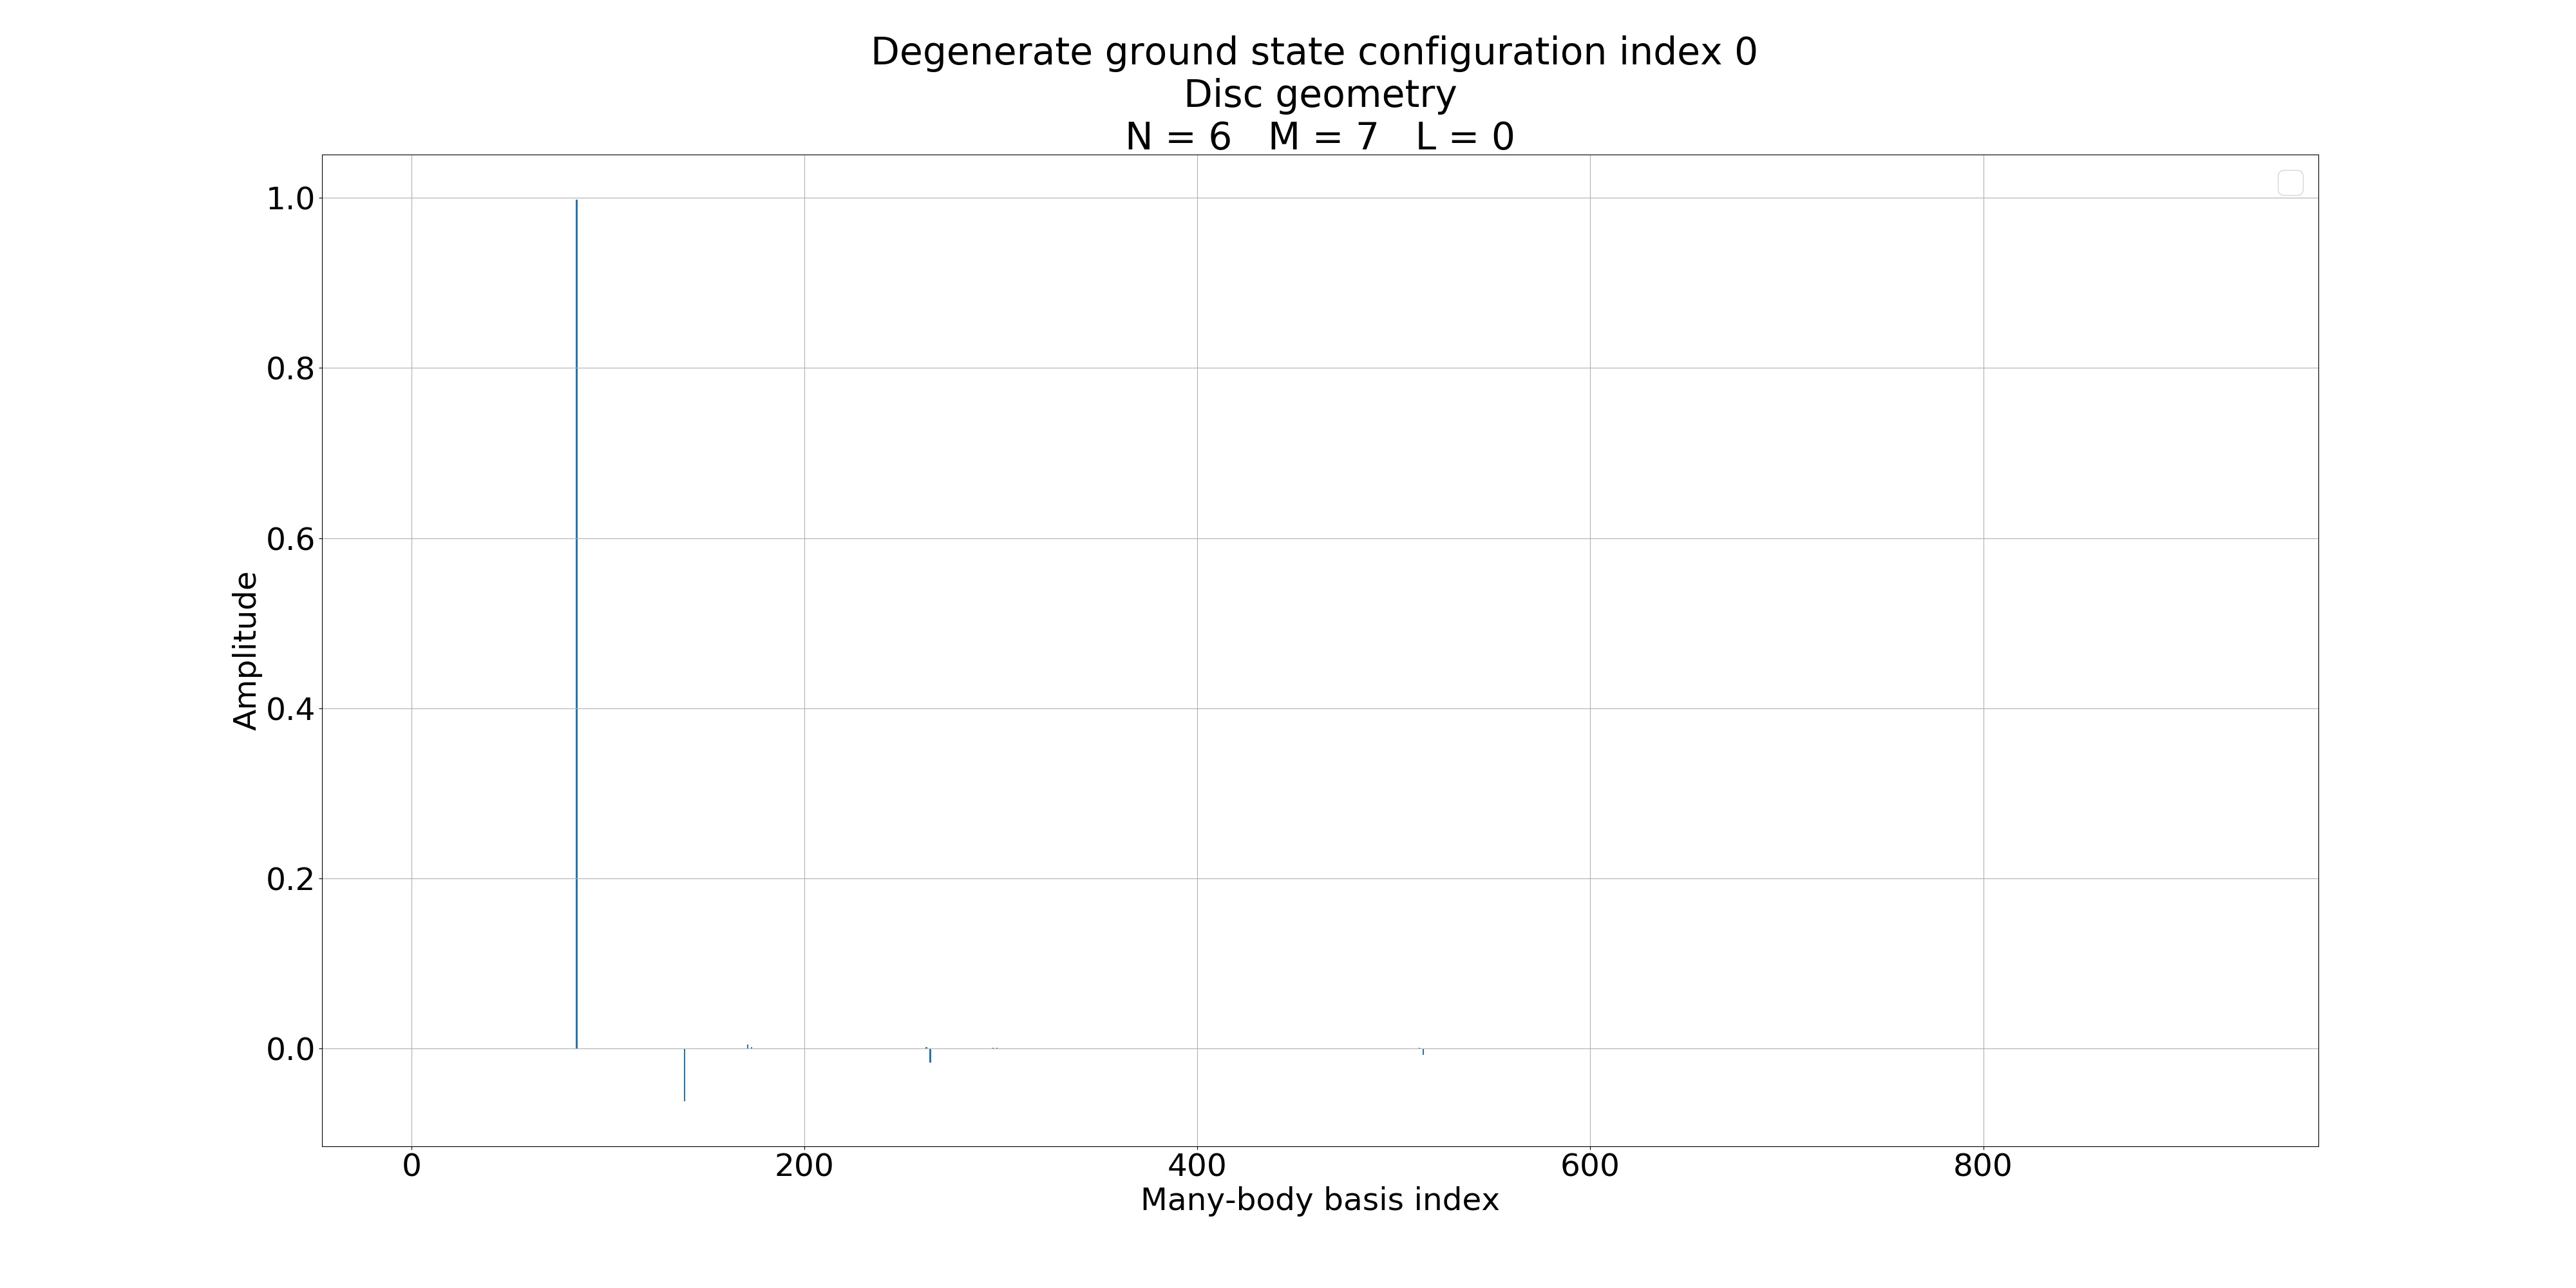 Degenerate ground state configuration index 0
Disc geometry
N = 6 M = 7 L = 0
1.0
0.8
0.6
0.4
0.2
0.0
Amplitude
0 200 400 600 800
Many-body basis index